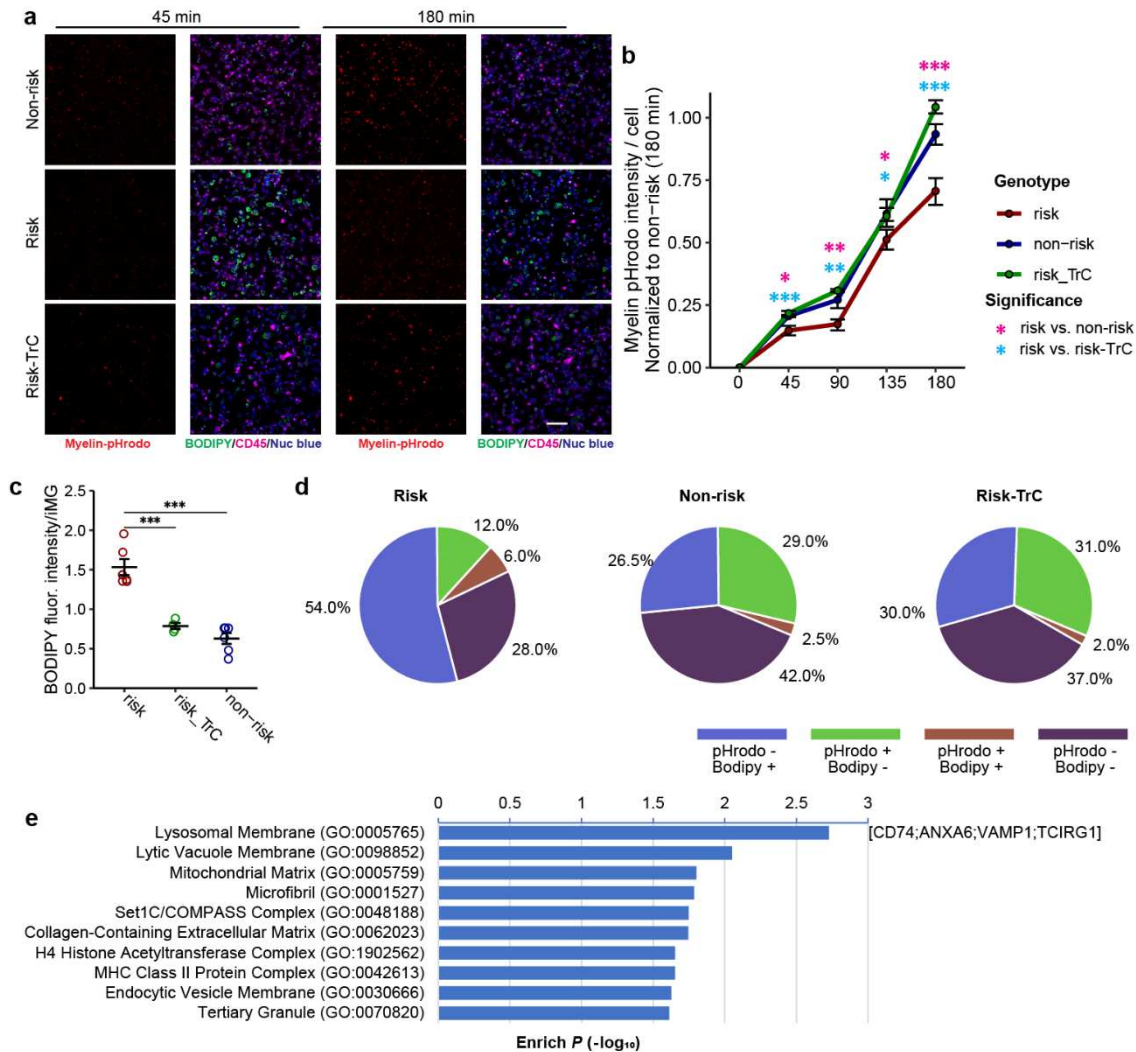 a
45 min
180 min
Non-risk
Risk
Risk-TrC
Myelin-pHrodo
BODIPY/CD45/Nuc blue
Myelin-pHrodo
BODIPY/CD45/Nuc blue
b
Myelin pHrodo intensity / cell
Normalized to non-risk (180 min)
1.00
0.75
0.50
0.25
0.00
0
45
90
135
180
*
***
**
**
*
*
***
***
Genotype
risk
non−risk
risk_TrC
Significance
* risk vs. non-risk
* risk vs. risk-TrC
c
BODIPY fluor. intensity/iMG
2.5
2.0
1.5
1.0
0.5
0.0
***
***
risk
risk_TrC
non−risk
d
Risk
12.0%
6.0%
28.0%
54.0%
Non-risk
26.5%
29.0%
2.5%
42.0%
Risk-TrC
31.0%
2.0%
37.0%
30.0%
pHrodo -
Bodipy +
pHrodo +
Bodipy -
pHrodo +
Bodipy +
pHrodo -
Bodipy -
e
0 0.5 1 1.5 2 2.5 3
Lysosomal Membrane (GO:0005765)
[CD74;ANXA6;VAMP1;TCIRG1]
Lytic Vacuole Membrane (GO:0098852)
Mitochondrial Matrix (GO:0005759)
Microfibril (GO:0001527)
Set1C/COMPASS Complex (GO:0048188)
Collagen-Containing Extracellular Matrix (GO:0062023)
H4 Histone Acetyltransferase Complex (GO:1902562)
MHC Class II Protein Complex (GO:0042613)
Endocytic Vesicle Membrane (GO:0030666)
Tertiary Granule (GO:0070820)
Enrich P (-log₁₀)